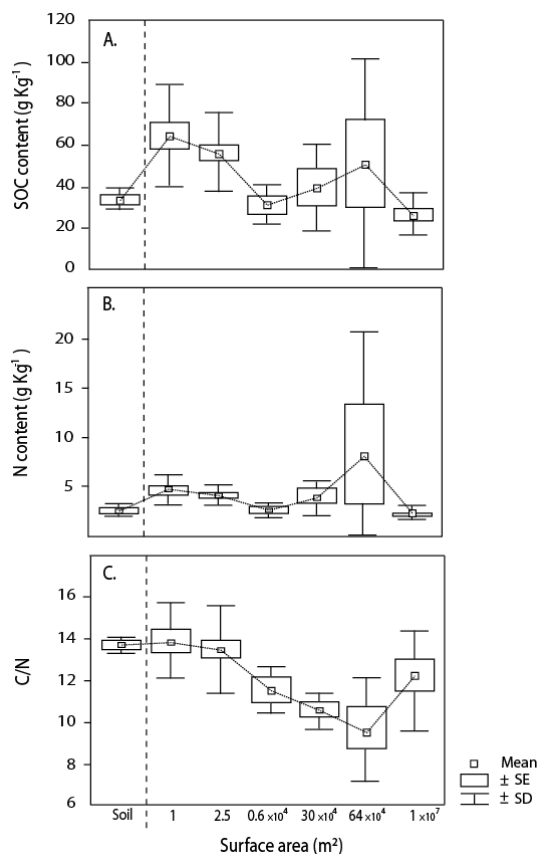 120
100
80
60
40
20
0
SOC content (g Kg⁻¹)
A.
20
15
10
5
N content (g Kg⁻¹)
B.
16
14
12
10
8
6
C/N
C.
Soil 1 2.5 0.6 ×10⁴ 30 ×10⁴ 64 ×10⁴ 1 ×10⁷
Surface area (m²)
Mean
± SE
± SD